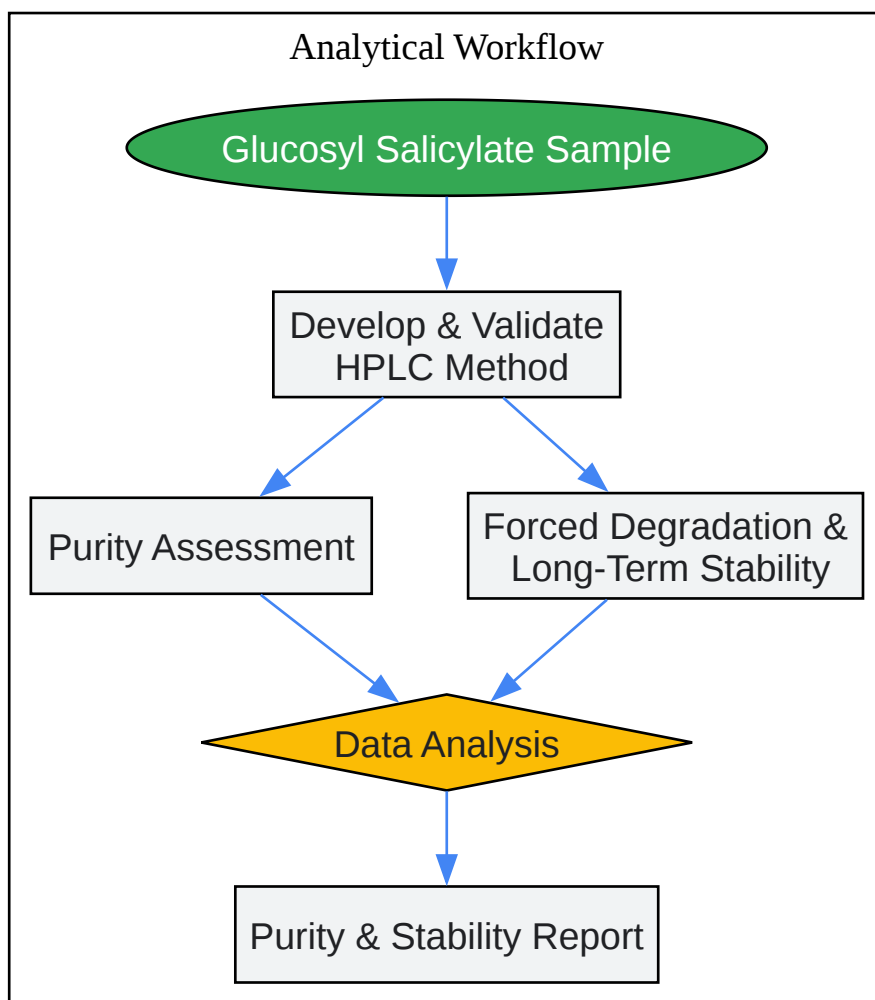 Analytical Workflow
Glucosyl Salicylate Sample
Develop & Validate
HPLC Method
Purity Assessment
Forced Degradation &
Long-Term Stability
Data Analysis
Purity & Stability Report